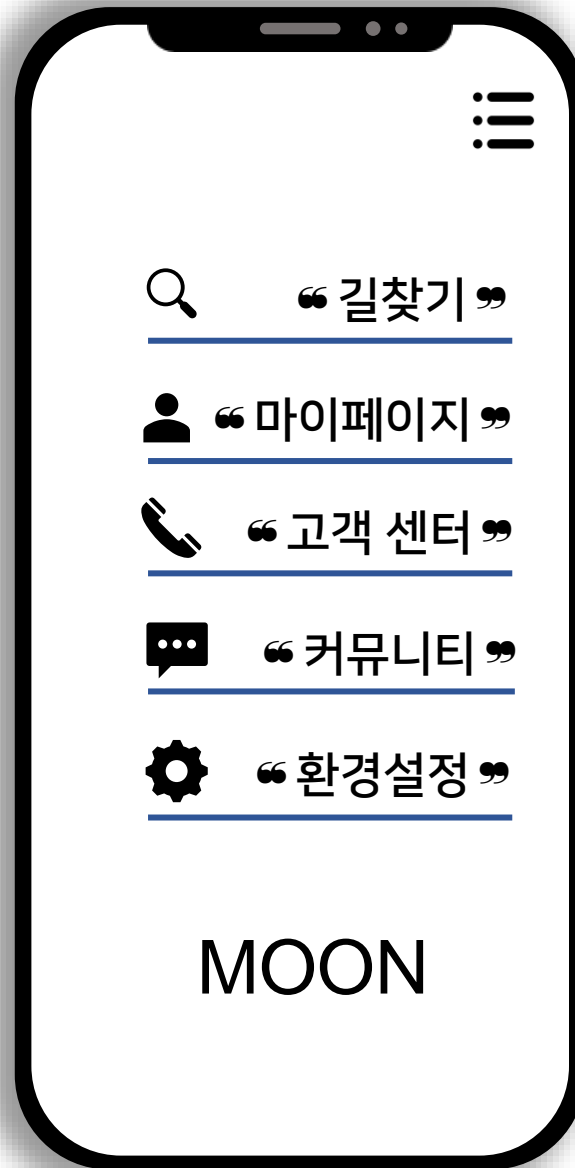 ❝ 길찾기 ❞
❝ 마이페이지 ❞
❝ 고객 센터 ❞
❝ 커뮤니티 ❞
❝ 환경설정 ❞
MOON